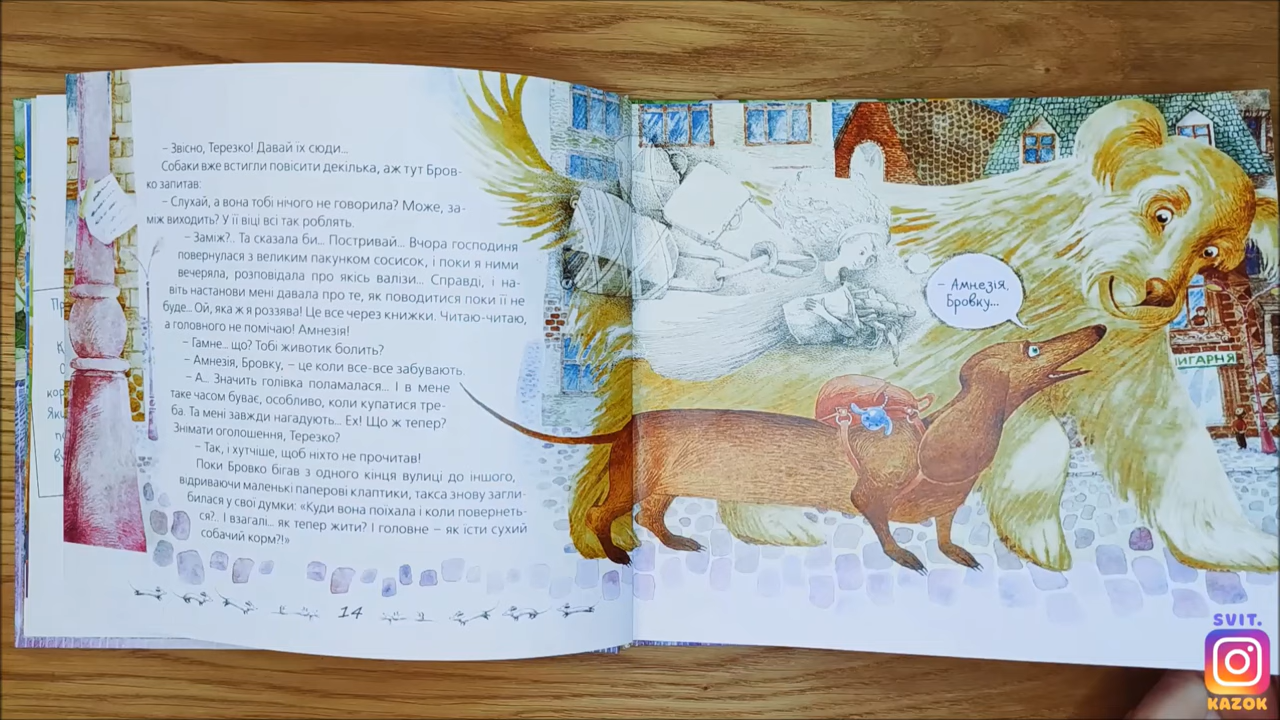 – Звісно, Терезко! Давай їх сюди...
Собаки вже встигли повісити декілька, аж тут Бров-
ко запитав:
– Слухай, а вона тобі нічого не говорила? Може, за-
між виходить? У її віці всі так роблять.
– Заміж?.. Та сказала би... Постривай... Вчора господиня
повернулася з великим пакунком сосисок, і поки я ними
вечеряла, розповідала про якісь валізи... Справді, і на-
віть настанови мені давала про те, як поводитися поки її не
буде... Ой, яка ж я роззява! Це все через книжки. Читаю-читаю,
а головного не помічаю! Амнезія!
– Гамне... що? Тобі животик болить?
– Амнезія, Бровку, – це коли все-все забувають.
– А... Значить голівка поламалася... І в мене
таке часом буває, особливо, коли купатися тре-
ба. Та мені завжди нагадують... Ех! Що ж тепер?
Знімати оголошення, Терезко?
– Так, і хутчіше, щоб ніхто не прочитав!
Поки Бровко бігав з одного кінця вулиці до іншого,
відриваючи маленькі паперові клаптики, такса знову загли-
билася у свої думки: «Куди вона поїхала і коли повернеть-
ся?.. І взагалі... як тепер жити? І головне – як їсти сухий
собачий корм?!»
14
– Амнезія,
Бровку...
ИГАРНЯ
SVIT.
KAZOK